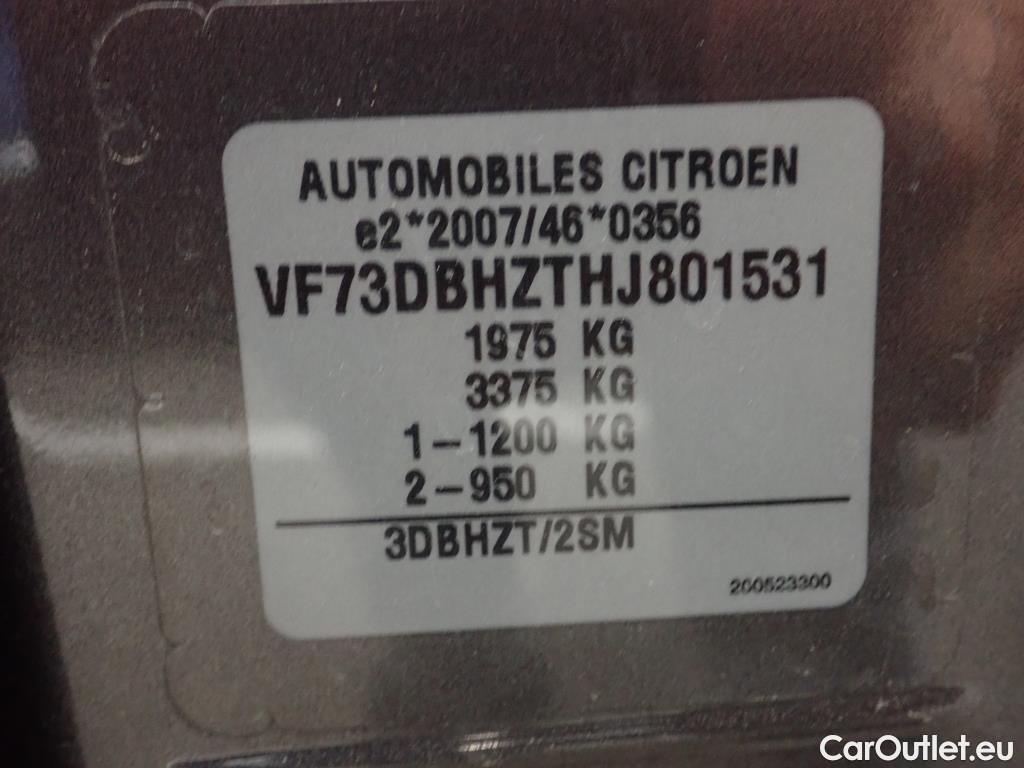 AUTOMOBILES CITROEN
e2*2007/46*0356
VF73DBHZTHJ801531
1975 KG
3375 KG
1-1200 KG
2-950 KG
3DBHZT/2SM
200523300
CarOutlet.eu